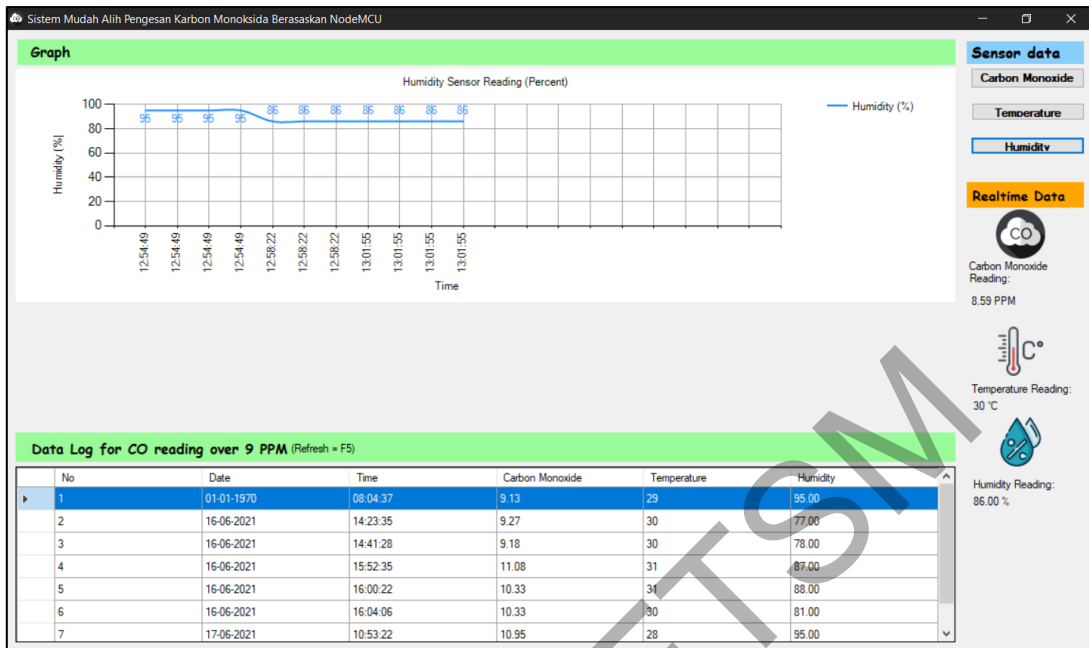 Sistem Mudah Alih Pengesan Karbon Monoksida Berasaskan NodeMCU
Graph
Humidity Sensor Reading (Percent)
Humidity (%)
100
80
60
40
20
0
Humidity (%)
95 95 95 95 86 86 86 86 86 86 86
12:54:49 12:54:49 12:54:49 12:54:49 12:58:22 12:58:22 12:58:22 13:01:55 13:01:55 13:01:55 13:01:55
Time
Sensor data
Carbon Monoxide
Temperature
Humidity
Realtime Data
CO
Carbon Monoxide
Reading:
8.59 PPM
C°
Temperature Reading:
30 °C
%
Humidity Reading:
86.00 %
Data Log for CO reading over 9 PPM (Refresh = F5)
No Date Time Carbon Monoxide Temperature Humidity
1 01-01-1970 08:04:37 9.13 29 95.00
2 16-06-2021 14:23:35 9.27 30 77.00
3 16-06-2021 14:41:28 9.18 30 78.00
4 16-06-2021 15:52:35 11.08 31 87.00
5 16-06-2021 16:00:22 10.33 31 88.00
6 16-06-2021 16:04:06 10.33 30 81.00
7 17-06-2021 10:53:22 10.95 28 95.00
FTSM